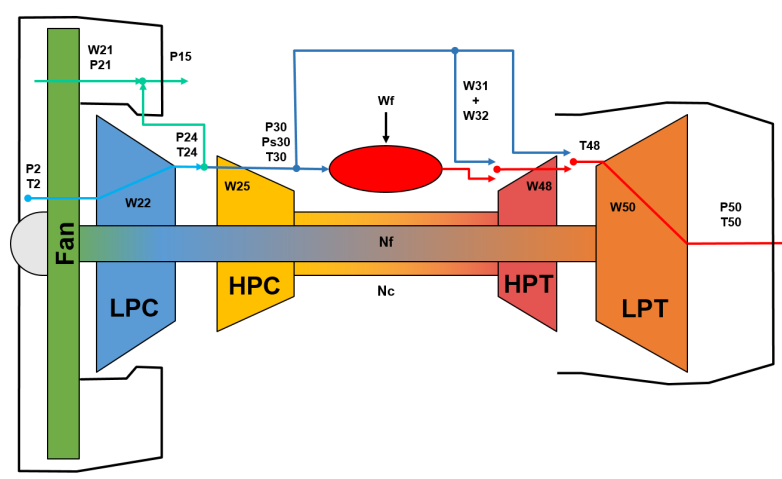 W21
P21
P15
P2
T2
P24
T24
W22
W25
P30
Ps30
T30
Wf
W31
+
W32
T48
W48
W50
P50
T50
Fan
Nf
Nc
LPC
HPC
HPT
LPT